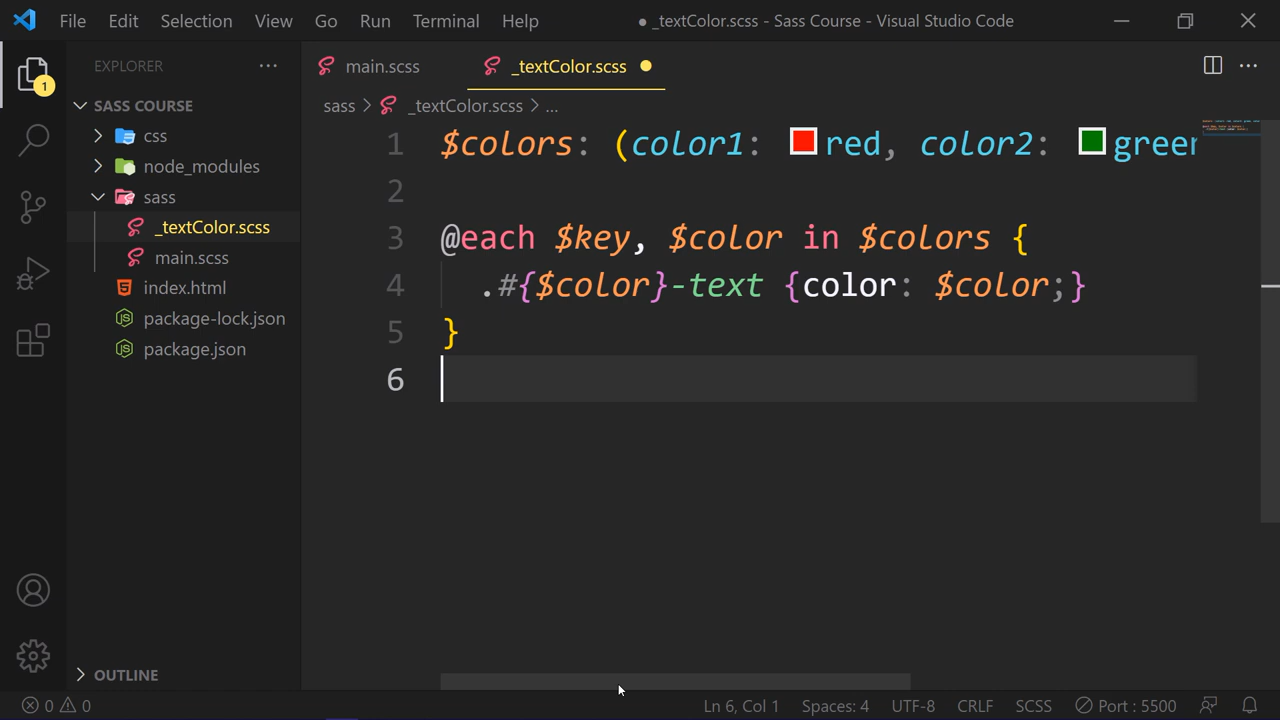 File Edit Selection View Go Run Terminal Help
● _textColor.scss - Sass Course - Visual Studio Code
EXPLORER
1
SASS COURSE
css
node_modules
sass
_textColor.scss
main.scss
index.html
package-lock.json
package.json
OUTLINE
main.scss
_textColor.scss
sass > _textColor.scss > ...
1 $colors: (color1: red, color2: green
2
3 @each $key, $color in $colors {
4 .#{$color}-text {color: $color;}
5 }
6
0 0 Ln 6, Col 1 Spaces: 4 UTF-8 CRLF SCSS Port : 5500